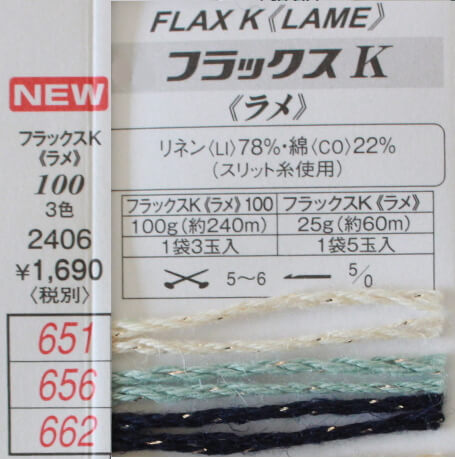 FLAX K《LAME》
フラックス K
《ラメ》
リネン〈LI〉78%・綿〈CO〉22%
(スリット糸使用)
フラックスK《ラメ》100 フラックスK《ラメ》
100g(約240m) 25g(約60m)
1袋3玉入 1袋5玉入
5〜6 5/0
NEW
フラックスK
《ラメ》
100
3色
2406
¥1,690
〈税別〉
651
656
662